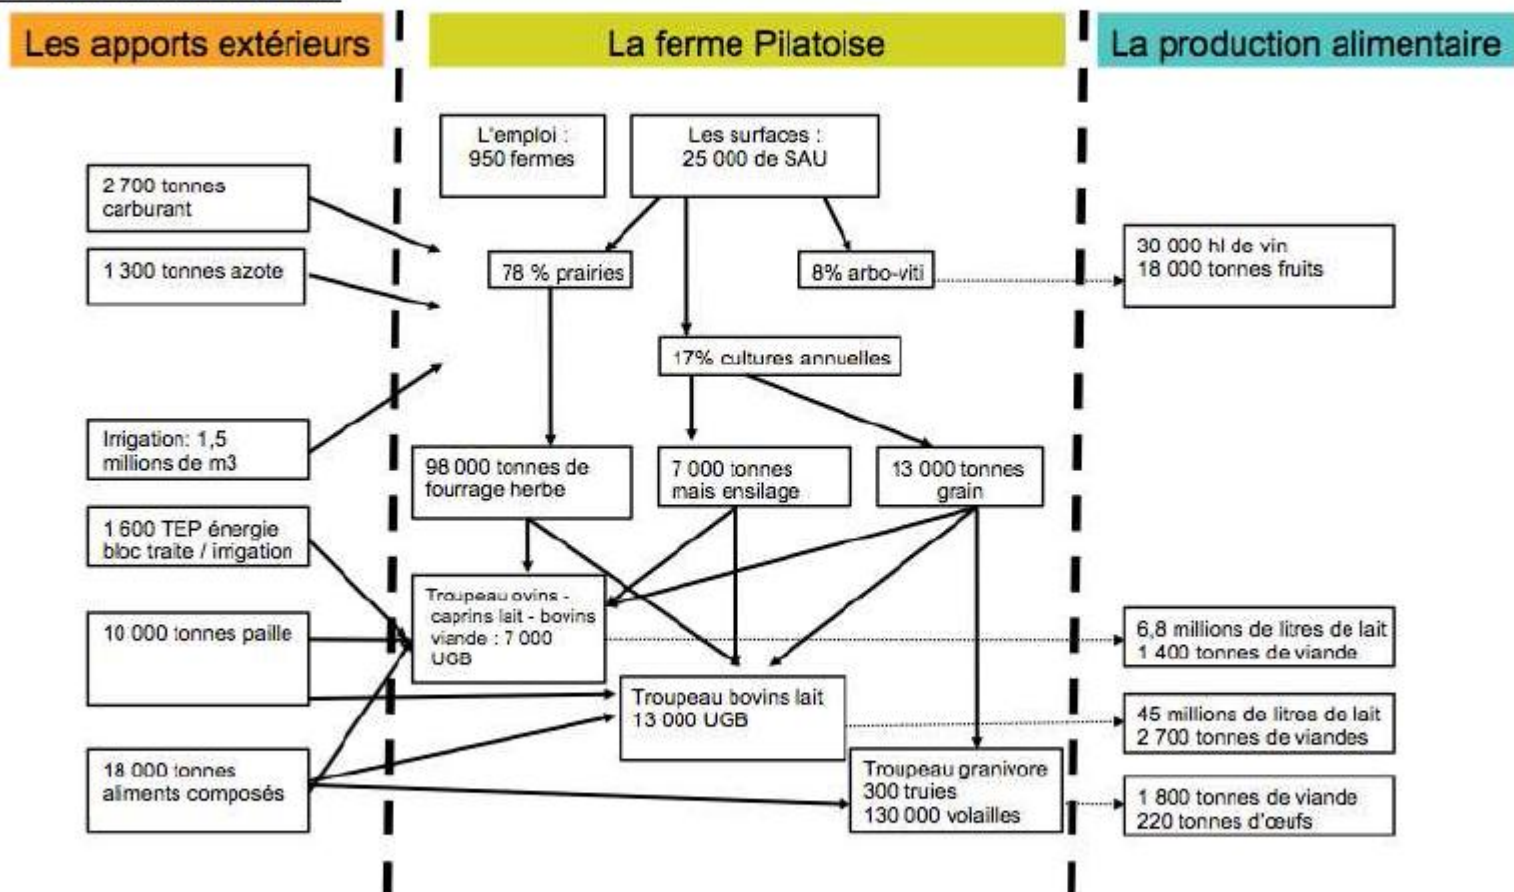 Les apports extérieurs
La ferme Pilatoise
La production alimentaire
L'emploi :
950 fermes
Les surfaces :
25 000 de SAU
2 700 tonnes
carburant
1 300 tonnes azote
78 % prairies
8% arbo-viti
30 000 hl de vin
18 000 tonnes fruits
17% cultures annuelles
Irrigation: 1,5
millions de m3
98 000 tonnes de
fourrage herbe
7 000 tonnes
mais ensilage
13 000 tonnes
grain
1 600 TEP énergie
bloc traite / irrigation
Troupeau ovins -
caprins lait - bovins
viande : 7 000
UGB
10 000 tonnes paille
6,8 millions de litres de lait
1 400 tonnes de viande
Troupeau bovins lait
13 000 UGB
45 millions de litres de lait
2 700 tonnes de viandes
18 000 tonnes
aliments composés
Troupeau granivore
300 truies
130 000 volailles
1 800 tonnes de viande
220 tonnes d'œufs